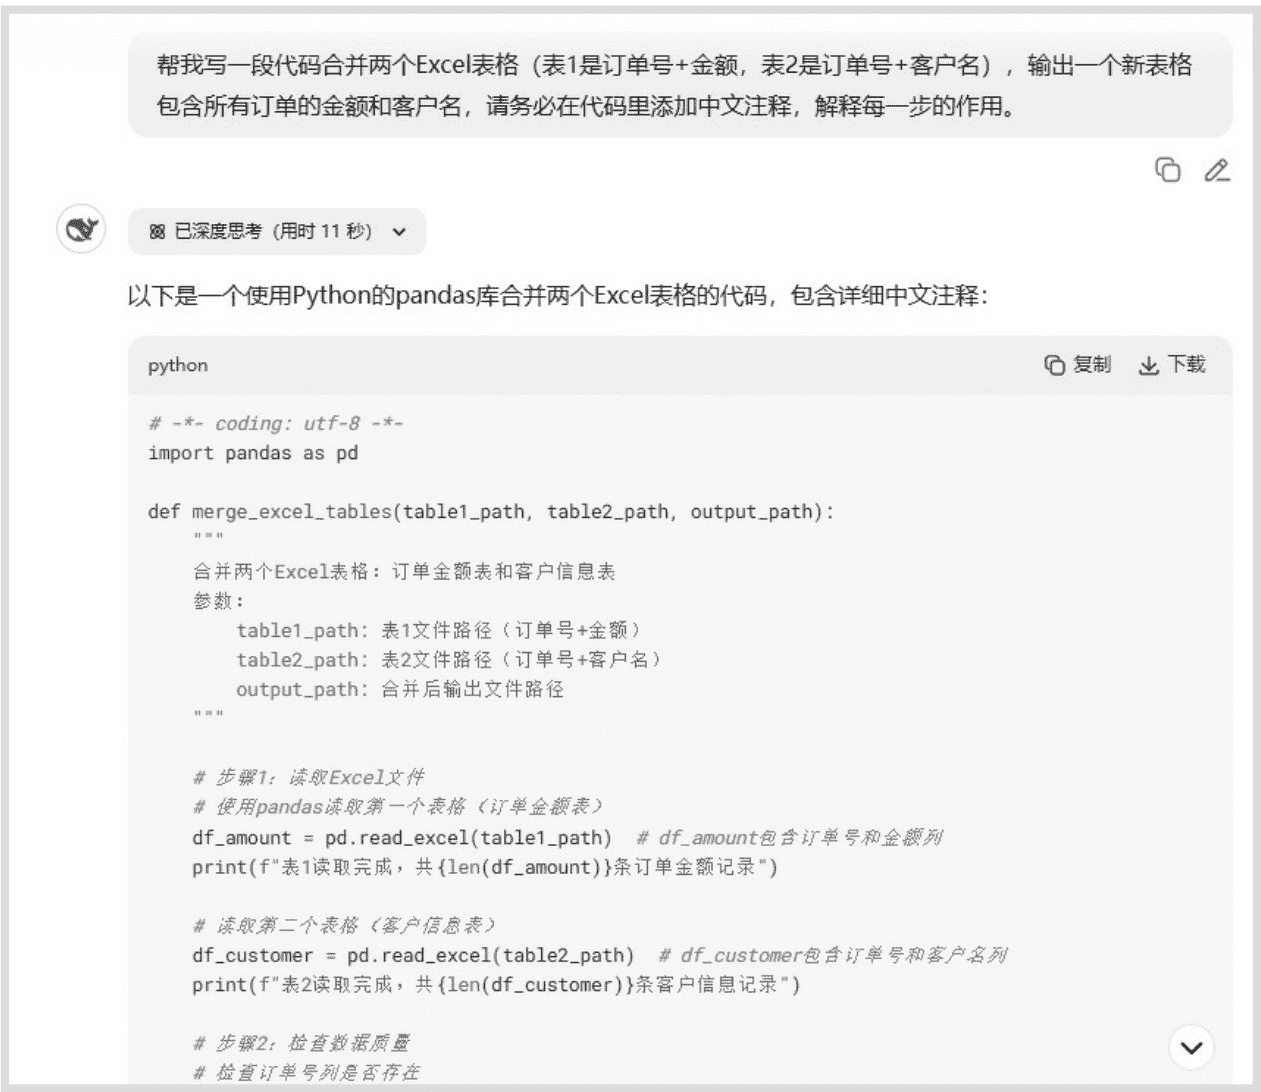 帮我写一段代码合并两个Excel表格（表1是订单号+金额，表2是订单号+客户名），输出一个新表格
包含所有订单的金额和客户名，请务必在代码里添加中文注释，解释每一步的作用。
已深度思考（用时 11 秒）
以下是一个使用Python的pandas库合并两个Excel表格的代码，包含详细中文注释：
python 复制 下载
# -*- coding: utf-8 -*-
import pandas as pd
def merge_excel_tables(table1_path, table2_path, output_path):
"""
合并两个Excel表格：订单金额表和客户信息表
参数：
table1_path: 表1文件路径（订单号+金额）
table2_path: 表2文件路径（订单号+客户名）
output_path: 合并后输出文件路径
"""
# 步骤1：读取Excel文件
# 使用pandas读取第一个表格（订单金额表）
df_amount = pd.read_excel(table1_path)  # df_amount包含订单号和金额列
print(f"表1读取完成，共{len(df_amount)}条订单金额记录")
# 读取第二个表格（客户信息表）
df_customer = pd.read_excel(table2_path)  # df_customer包含订单号和客户名列
print(f"表2读取完成，共{len(df_customer)}条客户信息记录")
# 步骤2：检查数据质量
# 检查订单号列是否存在